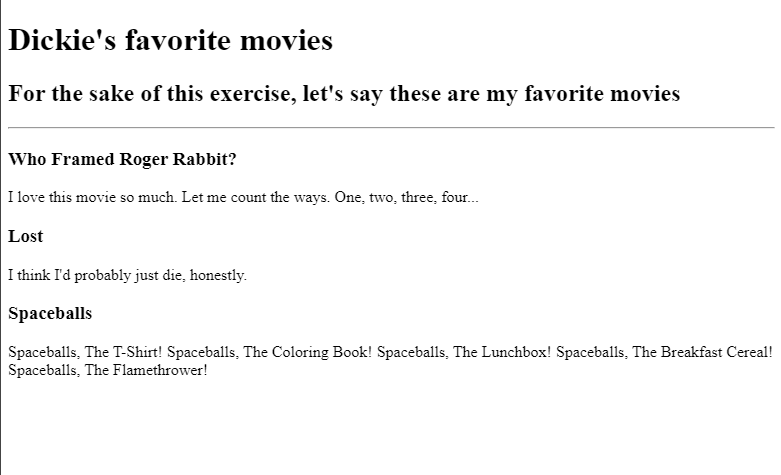 Dickie's favorite movies
For the sake of this exercise, let's say these are my favorite movies
Who Framed Roger Rabbit?
I love this movie so much. Let me count the ways. One, two, three, four...
Lost
I think I'd probably just die, honestly.
Spaceballs
Spaceballs, The T-Shirt! Spaceballs, The Coloring Book! Spaceballs, The Lunchbox! Spaceballs, The Breakfast Cereal!
Spaceballs, The Flamethrower!